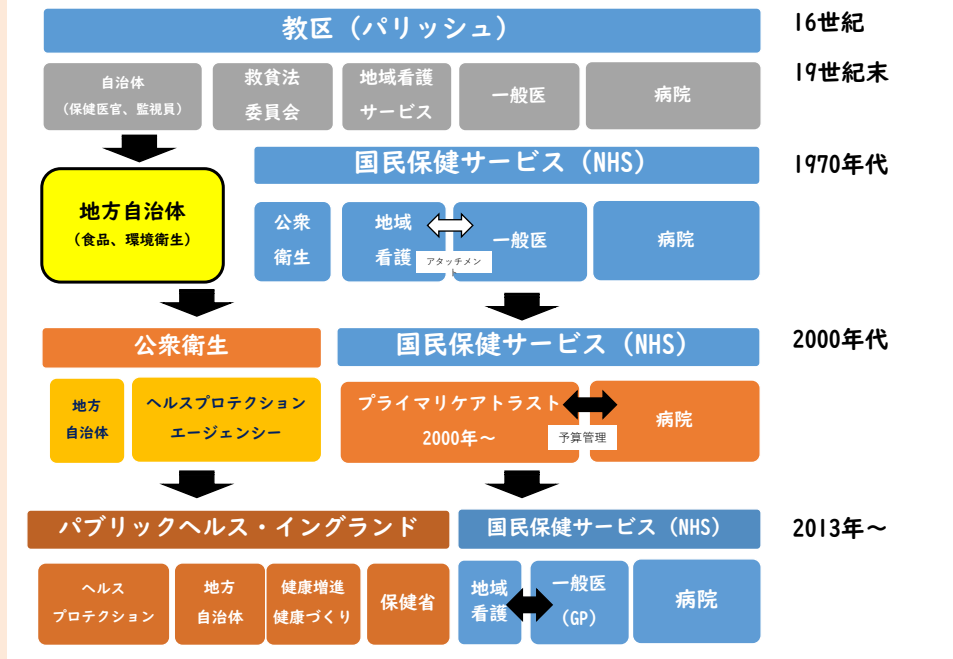 教区（パリッシュ）
16世紀
自治体
（保健医官、監視員）
救貧法
委員会
地域看護
サービス
一般医
病院
19世紀末
国民保健サービス（NHS）
1970年代
地方自治体
（食品、環境衛生）
公衆
衛生
地域
看護
アタッチメン
ト
一般医
病院
公衆衛生
国民保健サービス（NHS）
2000年代
地方
自治体
ヘルスプロテクション
エージェンシー
プライマリケアトラスト
2000年～
予算管理
病院
パブリックヘルス・イングランド
国民保健サービス（NHS）
2013年～
ヘルス
プロテクション
地方
自治体
健康増進
健康づくり
保健省
地域
看護
一般医
（GP）
病院